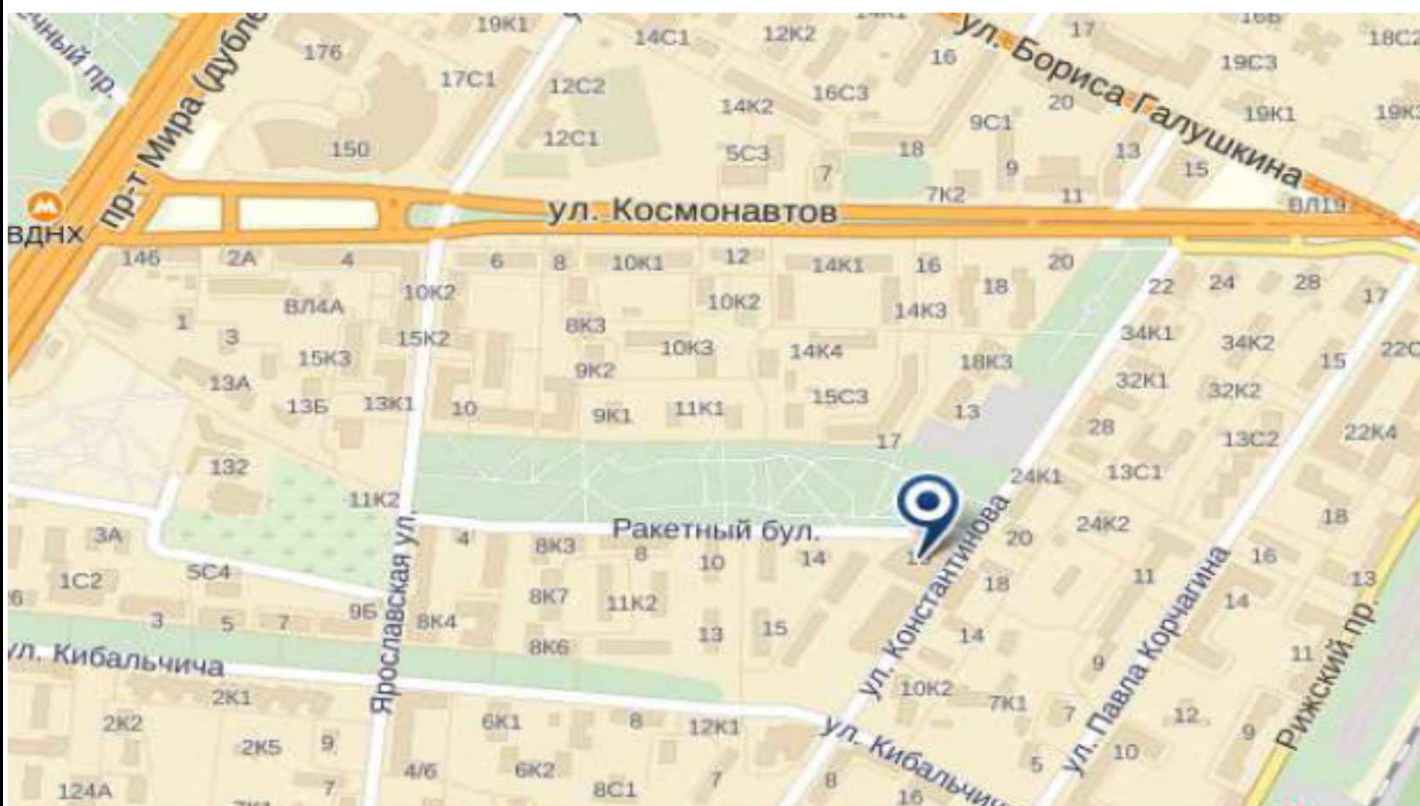 19К1
14С1
12К2
17
16Б
18С2
ул. Бориса Галушкина
176
17С1
12С2
16
16С3
19С3
пр-т Мира (дубле
14К2
20
19К1
9С1
12С1
150
5С3
18
13
7
9
15
7К2
11
ВЛ19
ул. Космонавтов
ВДНХ
146
2А
4
6
8
10К1
12
14К1
16
20
10К2
18
22
24
28
17
ВЛ4А
10К2
14К3
1
8К3
3
15К2
34К1
34К2
15К3
10К3
14К4
18К3
15
9К2
13А
32К1
32К2
13Б
13К1
10
9К1
11К1
15С3
13
28
17
13С2
22К4
132
24К1
13С1
11К2
18
Ракетный бул.
24К2
3А
4
8К3
8
10
14
20
16
1С2
5С4
18
11
13
8К7
11К2
14
9Б
3
5
7
8К4
13
15
14
ул. Константинова
Ярославская ул.
8К6
9
11
ул. Павла Корчагина
Рижский пр.
ул. Кибальчича
2К1
10К2
7К1
7
12
2К2
6К1
8
12К1
9
2К5
9
ул. Кибальчича
10
4/6
6К2
7
8
5
124А
7
8С1
16